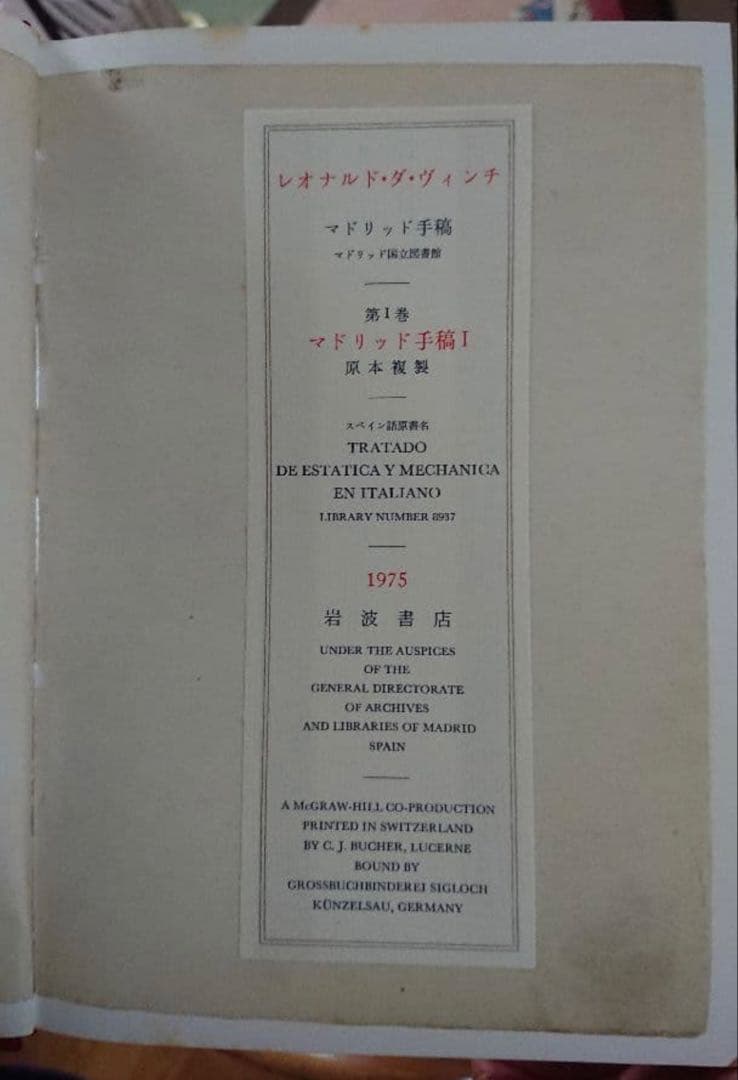 レオナルド・ダ・ヴィンチ
マドリッド手稿
マドリッド国立図書館
第I巻
マドリッド手稿I
原本複製
スペイン語原書名
TRATADO
DE ESTATICA Y MECHANICA
EN ITALIANO
LIBRARY NUMBER 8937
1975
岩波書店
UNDER THE AUSPICES
OF THE
GENERAL DIRECTORATE
OF ARCHIVES
AND LIBRARIES OF MADRID
SPAIN
A McGRAW-HILL CO-PRODUCTION
PRINTED IN SWITZERLAND
BY C. J. BUCHER, LUCERNE
BOUND BY
GROSSBUCHBINDEREI SIGLOCH
KÜNZELSAU, GERMANY